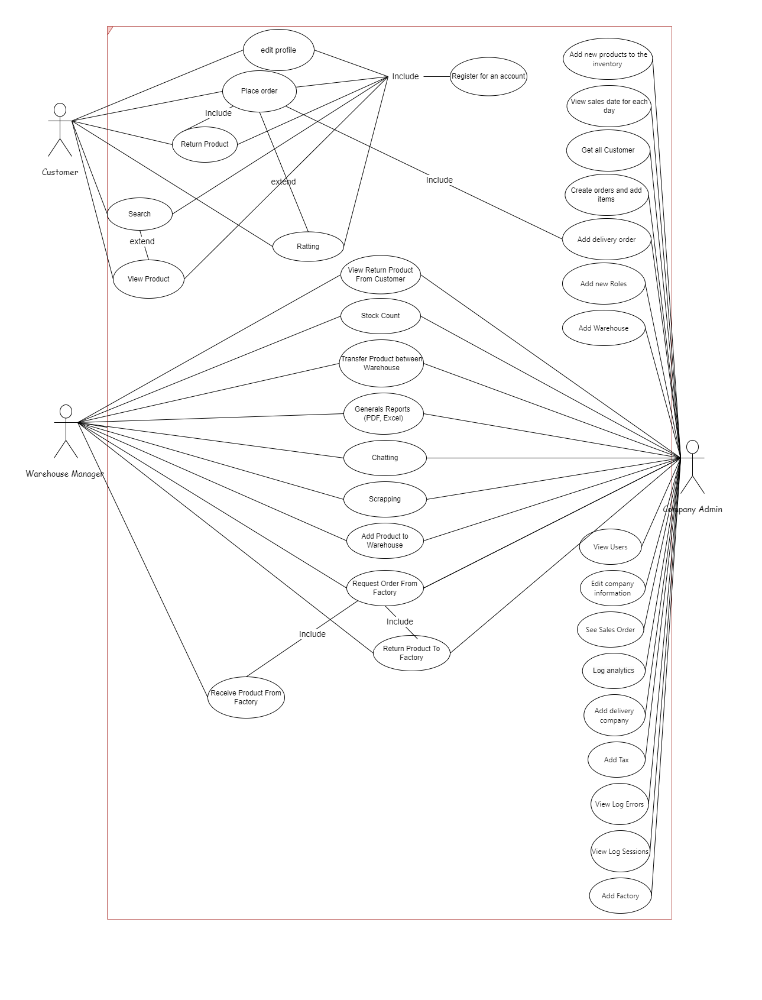 edit profile
Place order
Include
Return Product
Include
Register for an account
Customer
extend
Include
Search
extend
View Product
Ratting
Add new products to the
inventory
View sales date for each
day
Get all Customer
Create orders and add
items
Add delivery order
Add new Roles
Add Warehouse
View Return Product
From Customer
Stock Count
Transfer Product between
Warehouse
Generals Reports
(PDF, Excel)
Chatting
Scrapping
Add Product to
Warehouse
Request Order From
Factory
Include
Include
Return Product To
Factory
Receive Product From
Factory
Warehouse Manager
Company Admin
View Users
Edit company
information
See Sales Order
Log analytics
Add delivery
company
Add Tax
View Log Errors
View Log Sessions
Add Factory